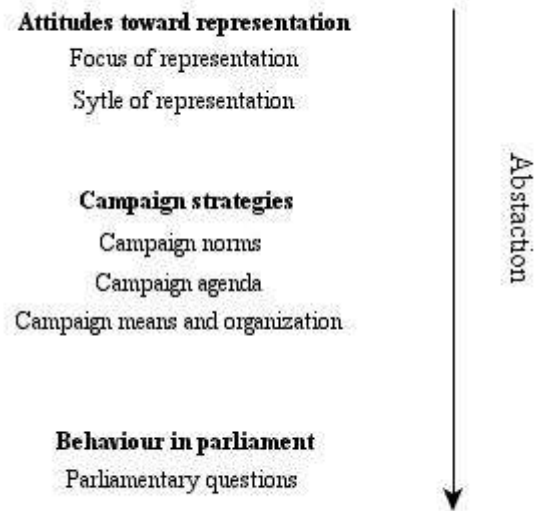 Attitudes toward representation
Focus of representation
Sytle of representation
Campaign strategies
Campaign norms
Campaign agenda
Campaign means and organization
Behaviour in parliament
Parliamentary questions
Abstaction